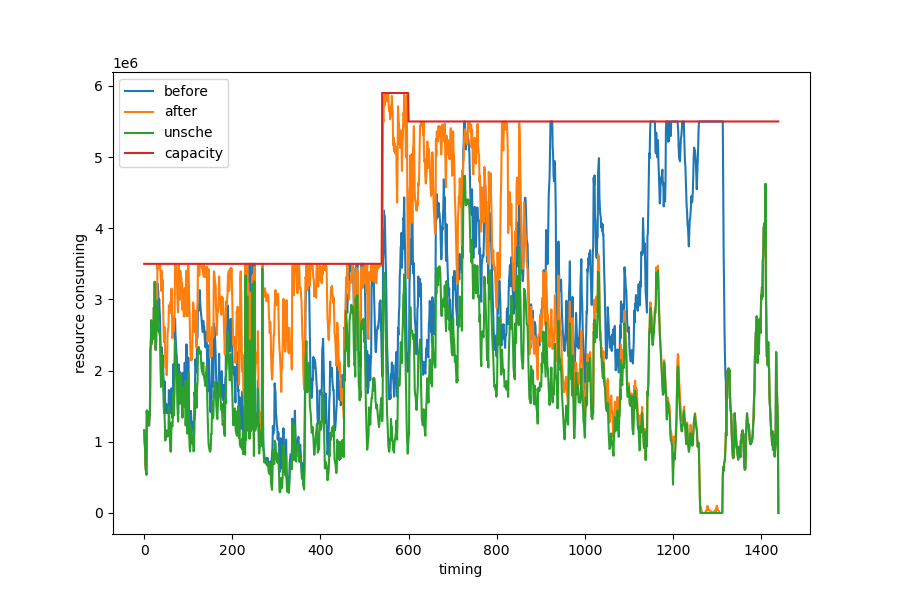 1e6
before
after
unsche
capacity
6
5
4
3
2
1
0
resource consuming
0 200 400 600 800 1000 1200 1400
timing